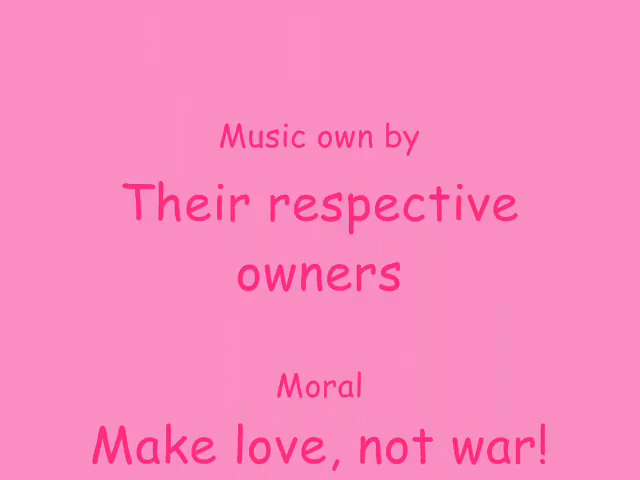 Music own by
Their respective
owners
Moral
Make love, not war!